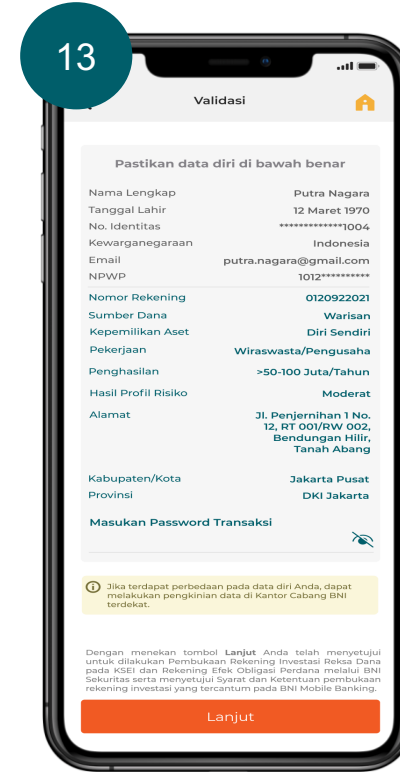 13
Validasi
Pastikan data diri di bawah benar
Nama Lengkap Putra Nagara
Tanggal Lahir 12 Maret 1970
No. Identitas *************1004
Kewarganegaraan Indonesia
Email putra.nagara@gmail.com
NPWP 1012**********
Nomor Rekening 0120922021
Sumber Dana Warisan
Kepemilikan Aset Diri Sendiri
Pekerjaan Wiraswasta/Pengusaha
Penghasilan >50-100 Juta/Tahun
Hasil Profil Risiko Moderat
Alamat Jl. Penjernihan 1 No.
12, RT 001/RW 002,
Bendungan Hilir,
Tanah Abang
Kabupaten/Kota Jakarta Pusat
Provinsi DKI Jakarta
Masukan Password Transaksi
Jika terdapat perbedaan pada data diri Anda, dapat
melakukan pengkinian data di Kantor Cabang BNI
terdekat.
Dengan menekan tombol Lanjut Anda telah menyetujui
untuk dilakukan Pembukaan Rekening Investasi Reksa Dana
pada KSEI dan Rekening Efek Obligasi Perdana melalui BNI
Sekuritas serta menyetujui Syarat dan Ketentuan pembukaan
rekening investasi yang tercantum pada BNI Mobile Banking.
Lanjut